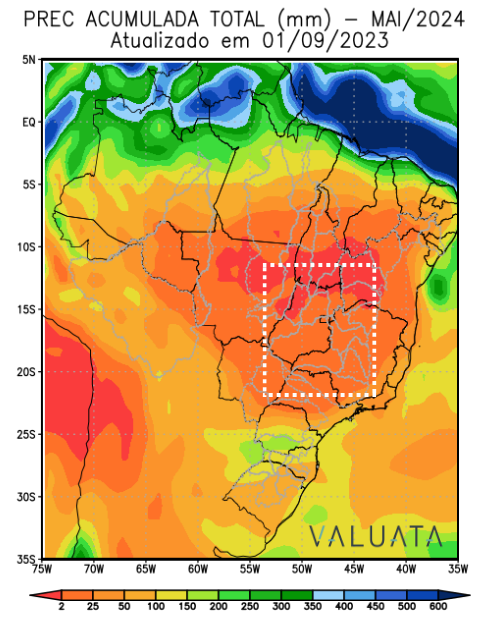 PREC ACUMULADA TOTAL (mm) – MAI/2024
Atualizado em 01/09/2023
5N
EQ
5S
10S
15S
20S
25S
30S
35S
VALUATA
75W 70W 65W 60W 55W 50W 45W 40W 35W
2 25 50 100 150 200 250 300 350 400 450 500 600